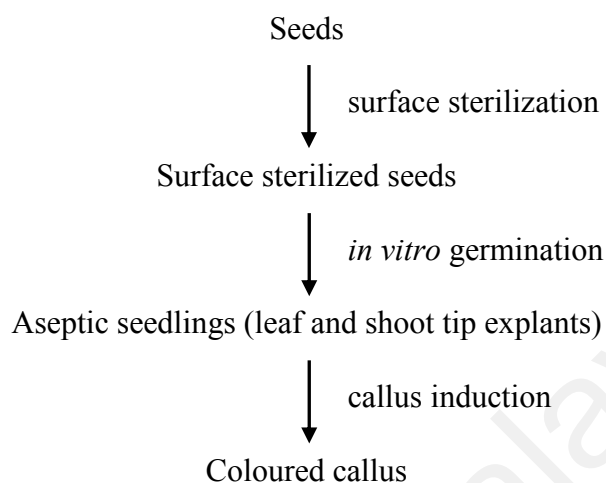 Seeds
surface sterilization
Surface sterilized seeds
in vitro germination
Aseptic seedlings (leaf and shoot tip explants)
callus induction
Coloured callus